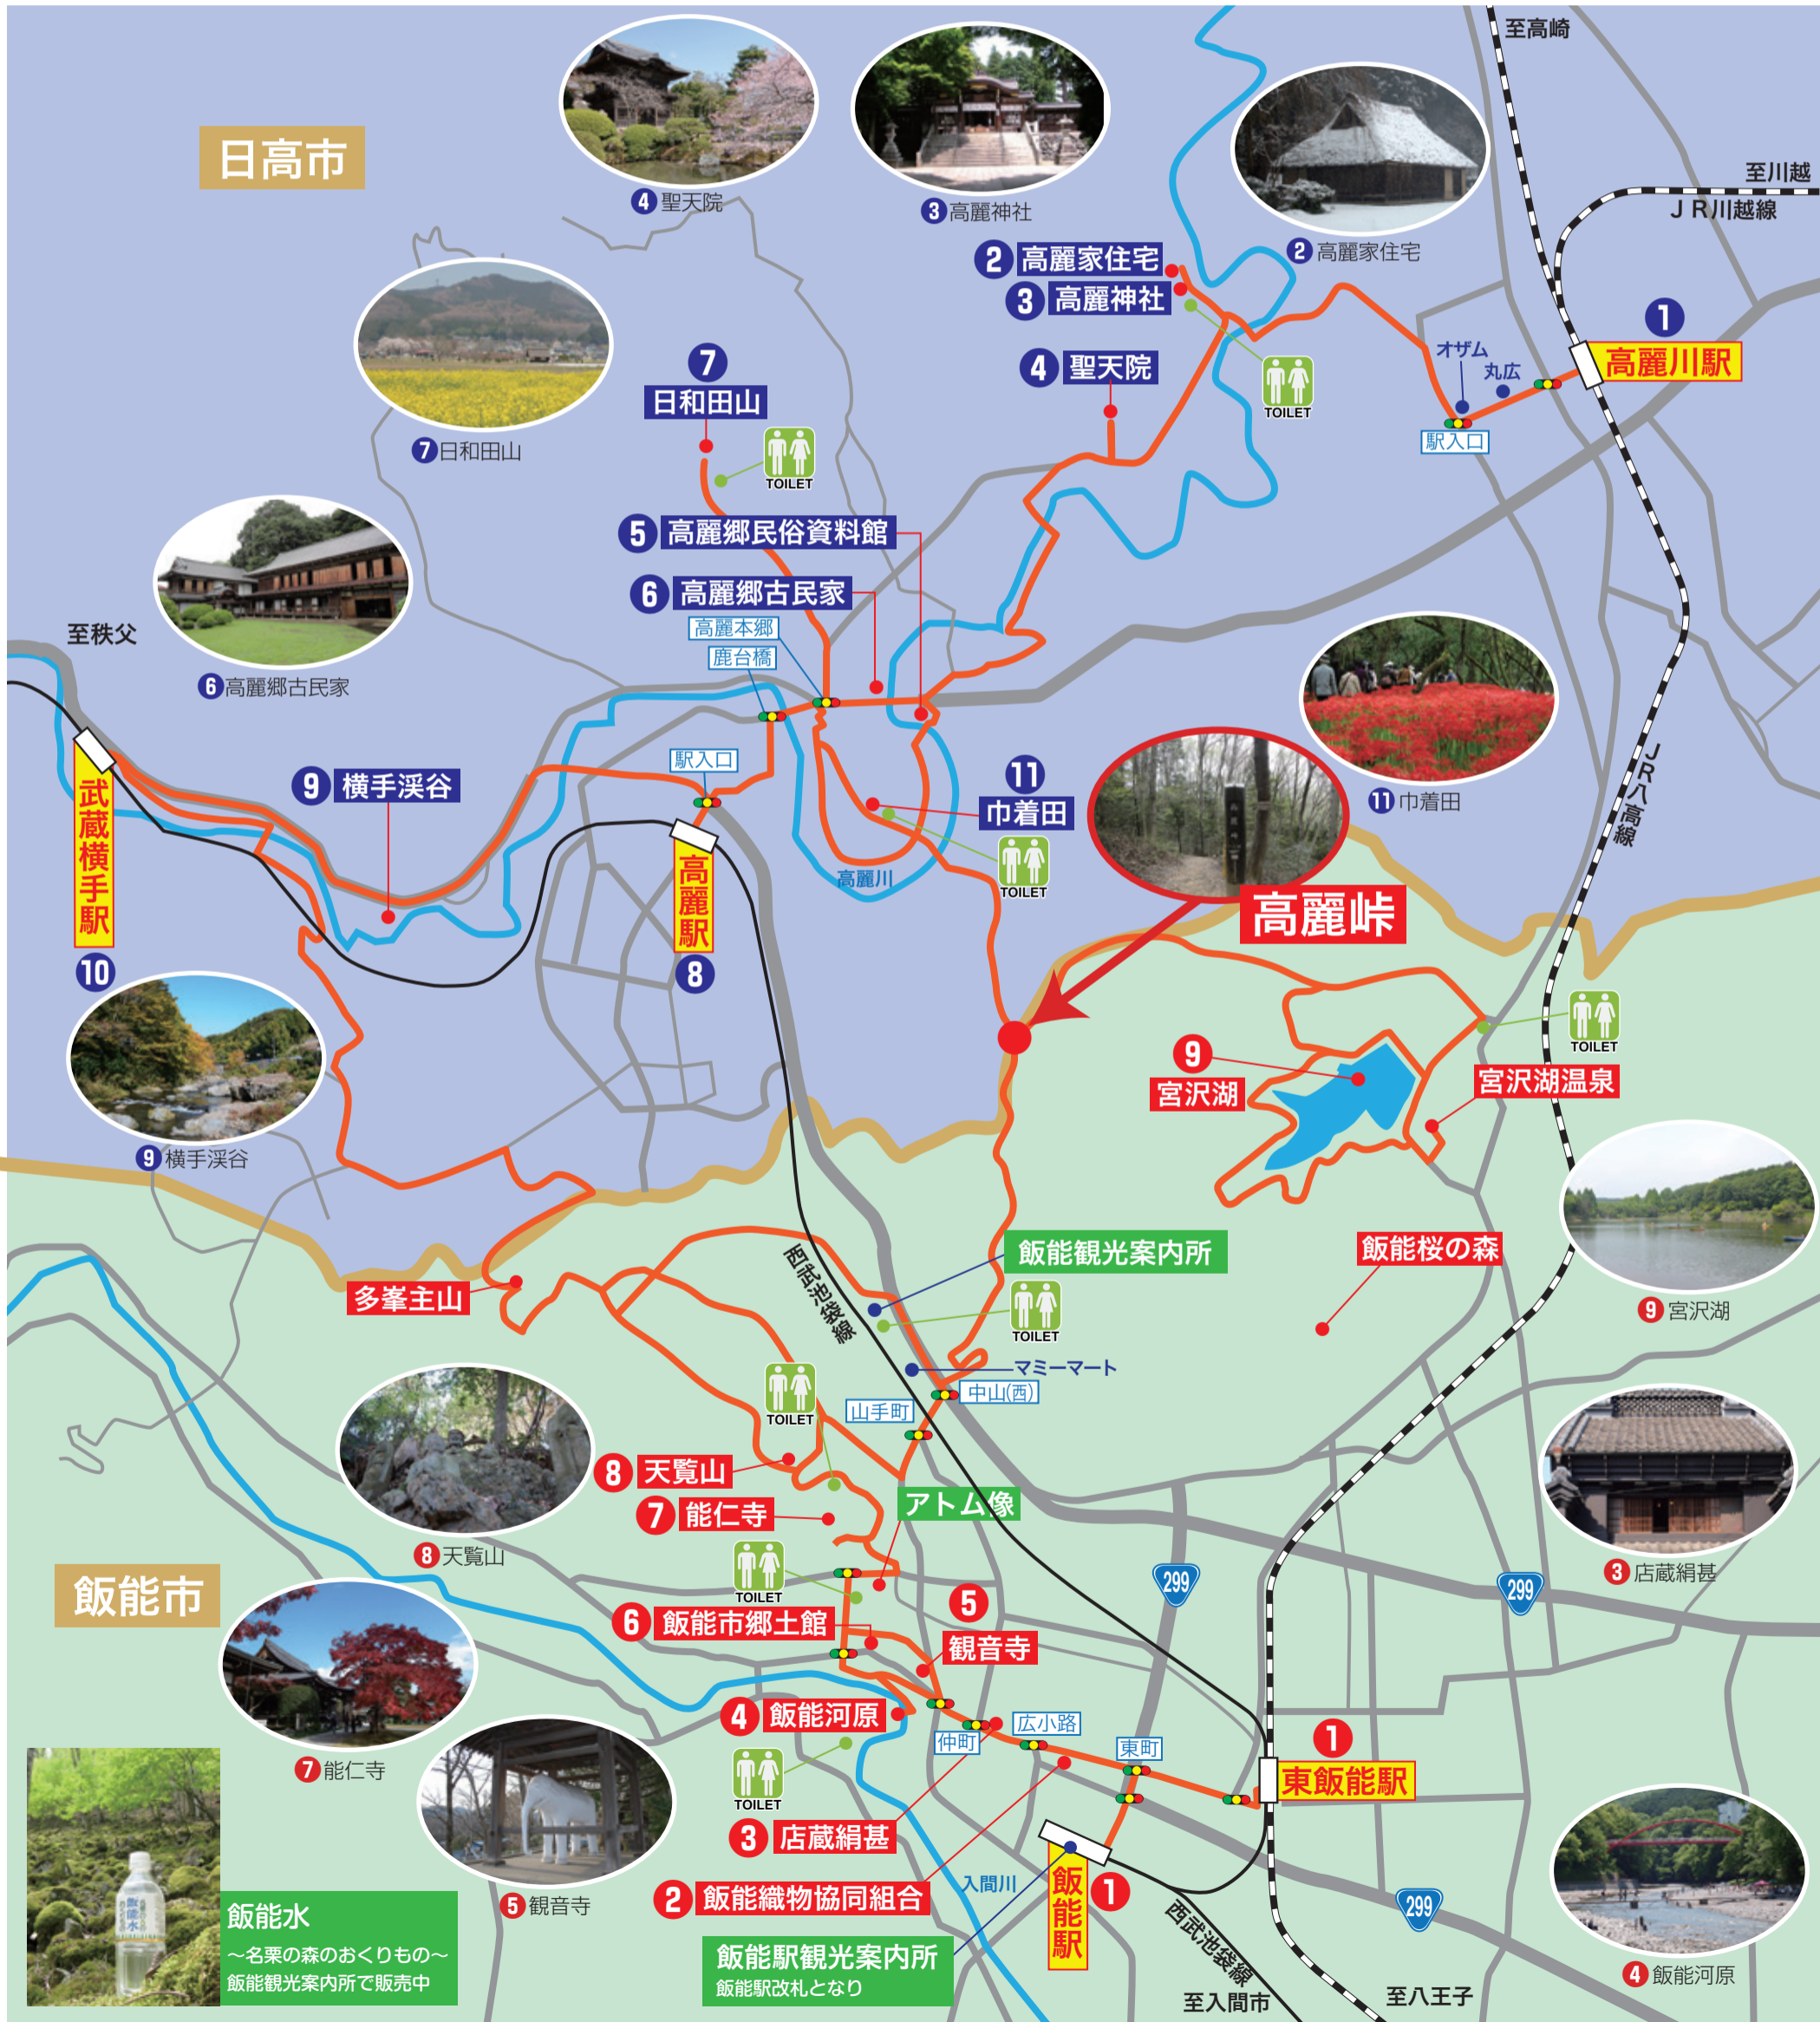 至高崎
至川越
JR川越線
日高市
4 聖天院
3 高麗神社
2 高麗家住宅
2 高麗家住宅
3 高麗神社
TOILET
1
高麗川駅
オザム
丸広
駅入口
4 聖天院
7
日和田山
TOILET
7 日和田山
5 高麗郷民俗資料館
6 高麗郷古民家
高麗本郷
鹿台橋
至秩父
6 高麗郷古民家
駅入口
9 横手渓谷
武蔵横手駅
10
高麗駅
8
高麗川
11
巾着田
TOILET
11 巾着田
JR八高線
高麗峠
9 横手渓谷
9
宮沢湖
宮沢湖温泉
TOILET
9 宮沢湖
飯能桜の森
飯能観光案内所
TOILET
西武池袋線
マミーマート
中山(西)
山手町
多峯主山
TOILET
8 天覧山
7 能仁寺
アトム像
8 天覧山
3 店蔵絹甚
299
299
飯能市
TOILET
6 飯能市郷土館
5
観音寺
7 能仁寺
4 飯能河原
TOILET
仲町
広小路
東町
1
東飯能駅
3 店蔵絹甚
2 飯能織物協同組合
入間川
飯能駅
1
5 観音寺
飯能水
飯能水
～名栗の森のおくりもの～
飯能観光案内所で販売中
飯能駅観光案内所
飯能駅改札となり
西武池袋線
至入間市
至八王子
299
4 飯能河原